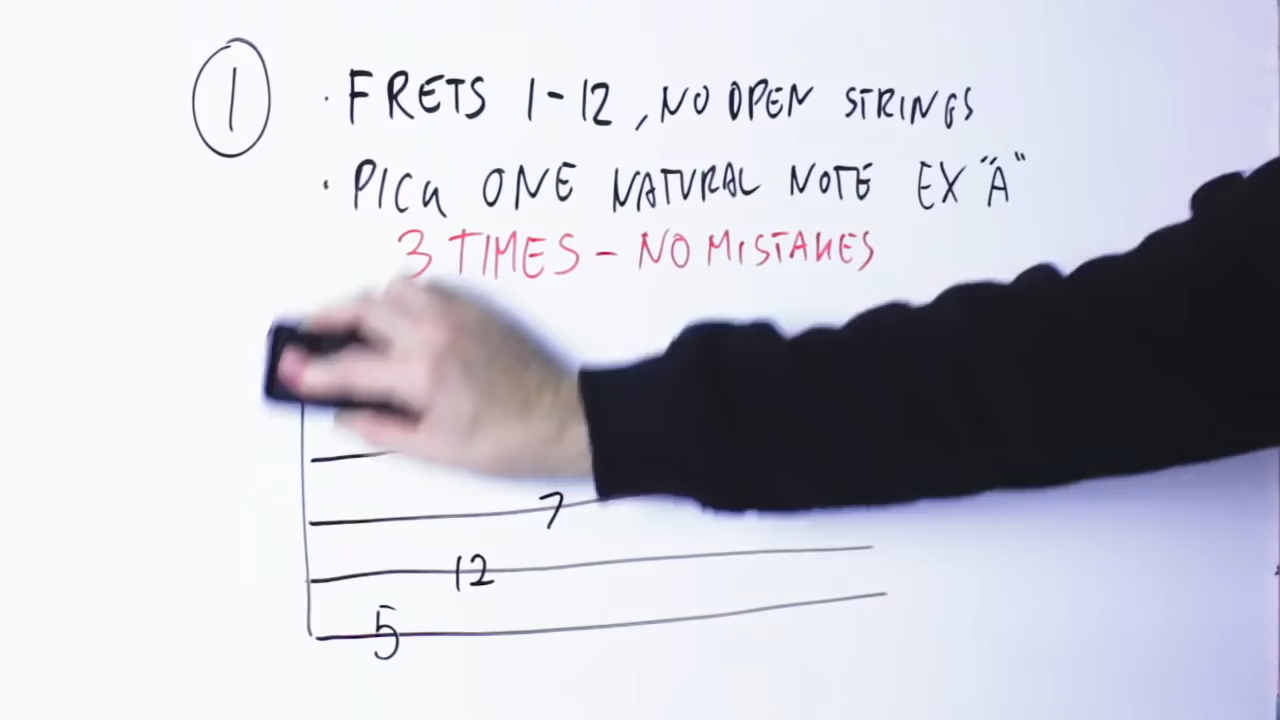 1
· FRETS 1-12, NO OPEN STRINGS
· PICK ONE NATURAL NOTE EX "A"
3 TIMES - NO MISTAKES
7
12
5